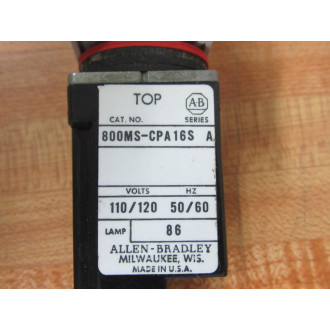 TOP
A-B
CAT. NO. SERIES
800MS-CPA16S A
VOLTS HZ
110/120 50/60
LAMP 86
ALLEN-BRADLEY
MILWAUKEE, WIS.
MADE IN U.S.A.